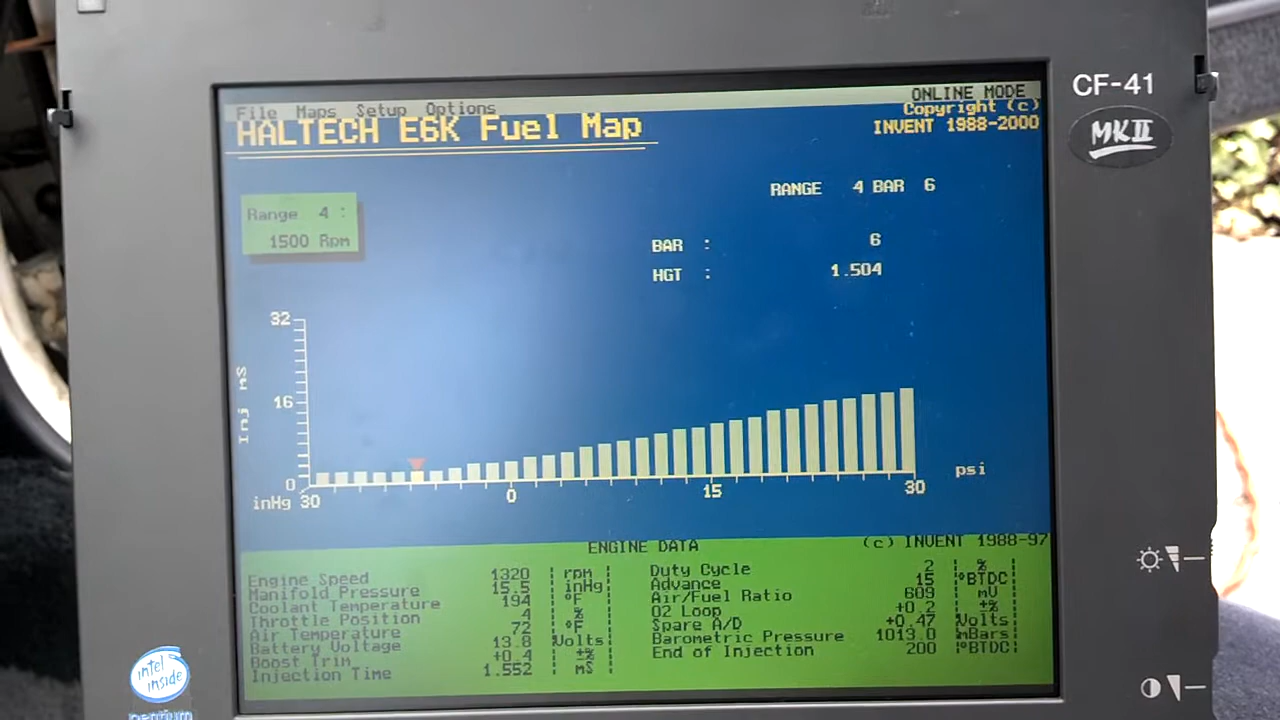 CF-41
MKII
File Maps Setup Options
ONLINE MODE
HALTECH E6K Fuel Map
Copyright (c)
INVENT 1988-2000
RANGE 4 BAR 6
Range 4 :
1500 Rpm
BAR : 6
HGT : 1.504
32
16
0
Inj mS
inHg 30
0
15
30
psi
ENGINE DATA
(c) INVENT 1988-97
Engine Speed 1320 rpm
Manifold Pressure 15.5 inHg
Coolant Temperature 194 °F
Throttle Position 4 %
Air Temperature 72 °F
Battery Voltage 13.8 Volts
Boost Trim +0.4 ±%
Injection Time 1.552 mS
Duty Cycle 2 %
Advance 15 °BTDC
Air/Fuel Ratio 609 mV
O2 Loop +0.2 ±%
Spare A/D +0.47 Volts
Barometric Pressure 1013.0 mBars
End of Injection 200 °BTDC
intel
inside
pentium